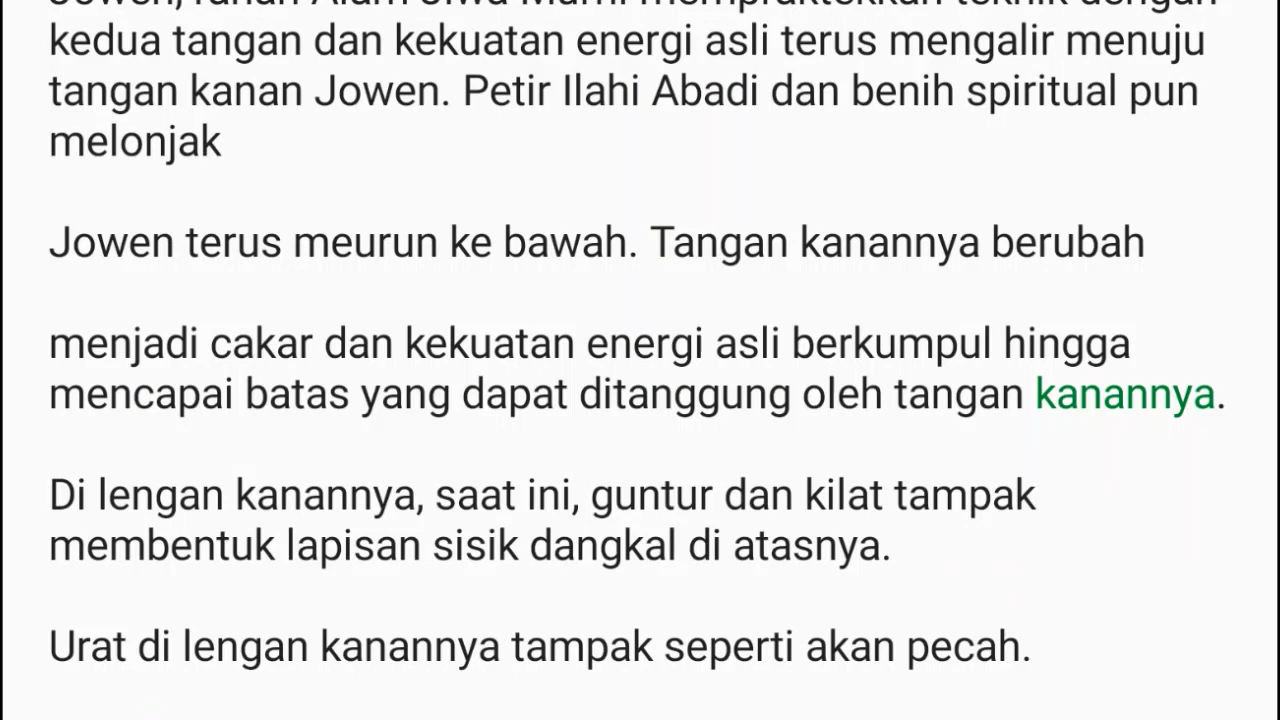 kedua tangan dan kekuatan energi asli terus mengalir menuju
tangan kanan Jowen. Petir Ilahi Abadi dan benih spiritual pun
melonjak
Jowen terus meurun ke bawah. Tangan kanannya berubah
menjadi cakar dan kekuatan energi asli berkumpul hingga
mencapai batas yang dapat ditanggung oleh tangan kanannya.
Di lengan kanannya, saat ini, guntur dan kilat tampak
membentuk lapisan sisik dangkal di atasnya.
Urat di lengan kanannya tampak seperti akan pecah.